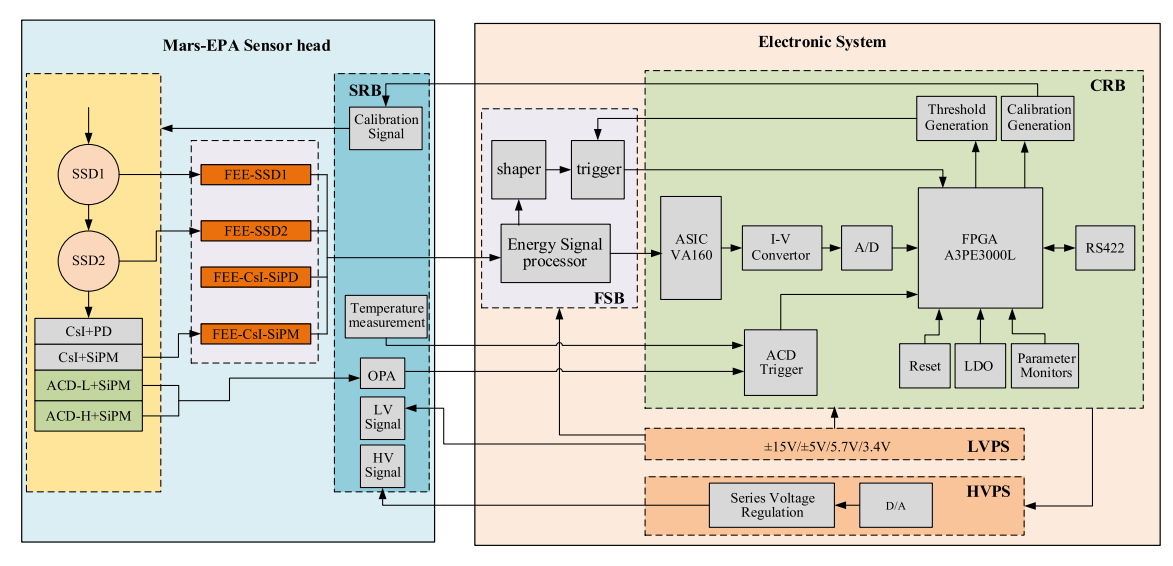 Mars-EPA Sensor head
SSD1
SSD2
CsI+PD
CsI+SiPM
ACD-L+SiPM
ACD-H+SiPM
FEE-SSD1
FEE-SSD2
FEE-CsI-SiPD
FEE-CsI-SiPM
SRB
Calibration
Signal
Temperature
measurement
OPA
LV
Signal
HV
Signal
Electronic System
shaper
trigger
Energy Signal
processor
FSB
CRB
Threshold
Generation
Calibration
Generation
ASIC
VA160
I-V
Convertor
A/D
FPGA
A3PE3000L
RS422
ACD
Trigger
Reset
LDO
Parameter
Monitors
±15V/±5V/5.7V/3.4V
LVPS
HVPS
Series Voltage
Regulation
D/A